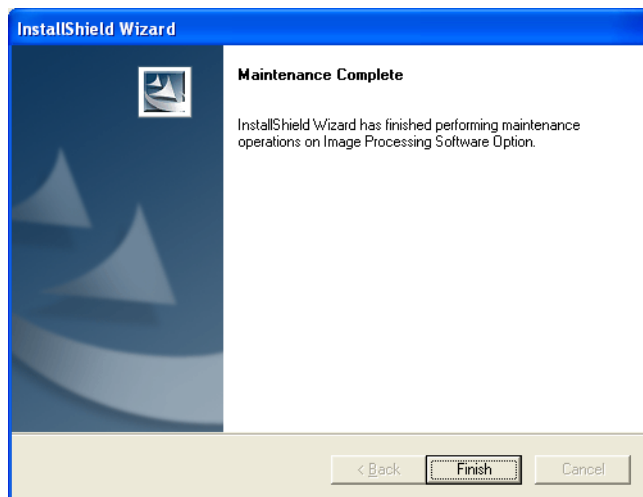 InstallShield Wizard
Maintenance Complete
InstallShield Wizard has finished performing maintenance
operations on Image Processing Software Option.
< Back Finish Cancel